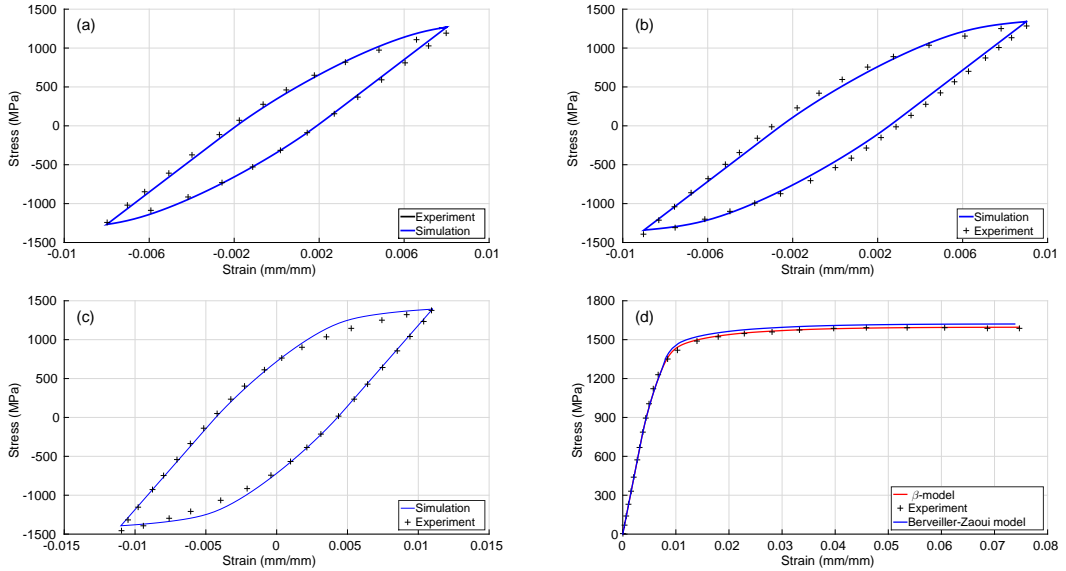 (a)
1500
1000
500
0
-500
-1000
-1500
Stress (MPa)
-0.01
-0.006
-0.002
0.002
0.006
0.01
Strain (mm/mm)
Experiment
Simulation
(b)
1500
1000
500
0
-500
-1000
-1500
Stress (MPa)
-0.01
-0.006
-0.002
0.002
0.006
0.01
Strain (mm/mm)
Simulation
Experiment
(c)
1500
1000
500
0
-500
-1000
-1500
Stress (MPa)
-0.015
-0.01
-0.005
0
0.005
0.01
0.015
Strain (mm/mm)
Simulation
Experiment
(d)
1800
1500
1200
900
600
300
0
Stress (MPa)
0
0.01
0.02
0.03
0.04
0.05
0.06
0.07
0.08
Strain (mm/mm)
β-model
Experiment
Berveiller-Zaoui model